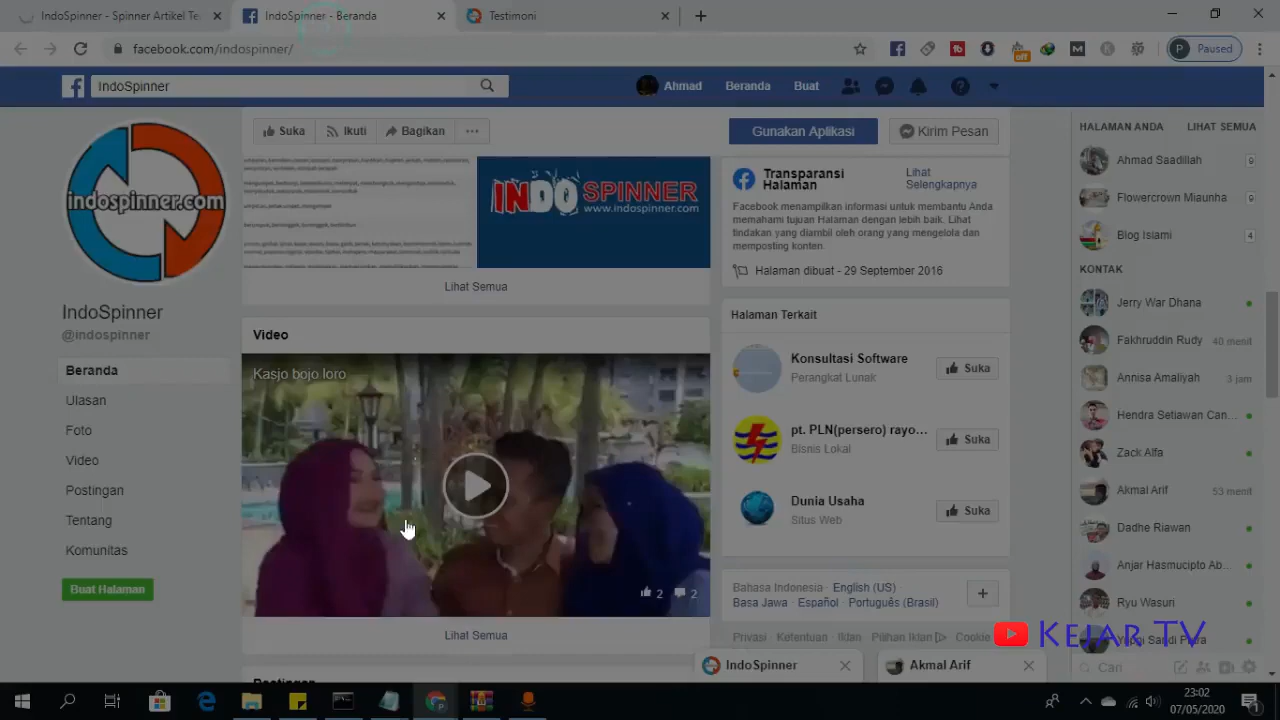 IndoSpinner - Spinner Artikel Te
IndoSpinner - Beranda
Testimoni
facebook.com/indospinner/
off
P Paused
IndoSpinner
Ahmad
Beranda
Buat
indospinner.com
IndoSpinner
@indospinner
Beranda
Ulasan
Foto
Video
Postingan
Tentang
Komunitas
Buat Halaman
Suka
Ikuti
Bagikan
Gunakan Aplikasi
Kirim Pesan
INDO SPINNER
www.indospinner.com
Lihat Semua
Video
Kasjo bojo loro
2
2
Lihat Semua
Transparansi
Halaman
Lihat
Selengkapnya
Facebook menampilkan informasi untuk membantu Anda
memahami tujuan Halaman dengan lebih baik. Lihat
tindakan yang diambil oleh orang yang mengelola dan
memposting konten.
Halaman dibuat - 29 September 2016
Halaman Terkait
Konsultasi Software
Perangkat Lunak
Suka
pt. PLN(persero) rayo...
Bisnis Lokal
Suka
Dunia Usaha
Situs Web
Suka
Bahasa Indonesia · English (US) ·
Basa Jawa · Español · Português (Brasil)
Privasi · Ketentuan · Iklan · Pilihan Iklan · Cookie
HALAMAN ANDA
LIHAT SEMUA
Ahmad Saadillah
9
Flowercrown Miaunha
9
Blog Islami
4
KONTAK
Jerry War Dhana
Fakhruddin Rudy
40 menit
Annisa Amaliyah
3 jam
Hendra Setiawan Can...
Zack Alfa
Akmal Arif
53 menit
Dadhe Riawan
Anjar Hasmucipto Ab...
Ryu Wasuri
Cari
KEJAR TV
IndoSpinner
Akmal Arif
23:02
07/05/2020